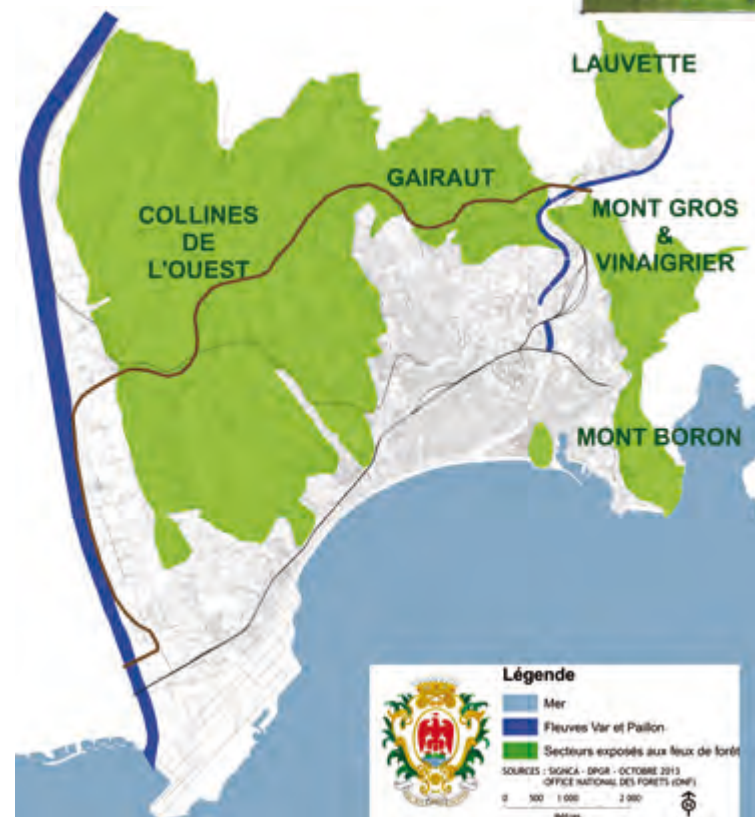 LAUVETTE
GAIRAUT
COLLINES
DE
L'OUEST
MONT GROS
&
VINAIGRIER
MONT BORON
Légende
Mer
Fleuves Var et Paillon
Secteurs exposés aux feux de forêt
SOURCES : SIGNCA - DPGR - OCTOBRE 2013
OFFICE NATIONAL DES FORETS (ONF)
0 500 1 000 2 000